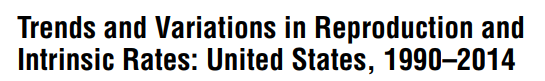 Trends and Variations in Reproduction and
Intrinsic Rates: United States, 1990–2014